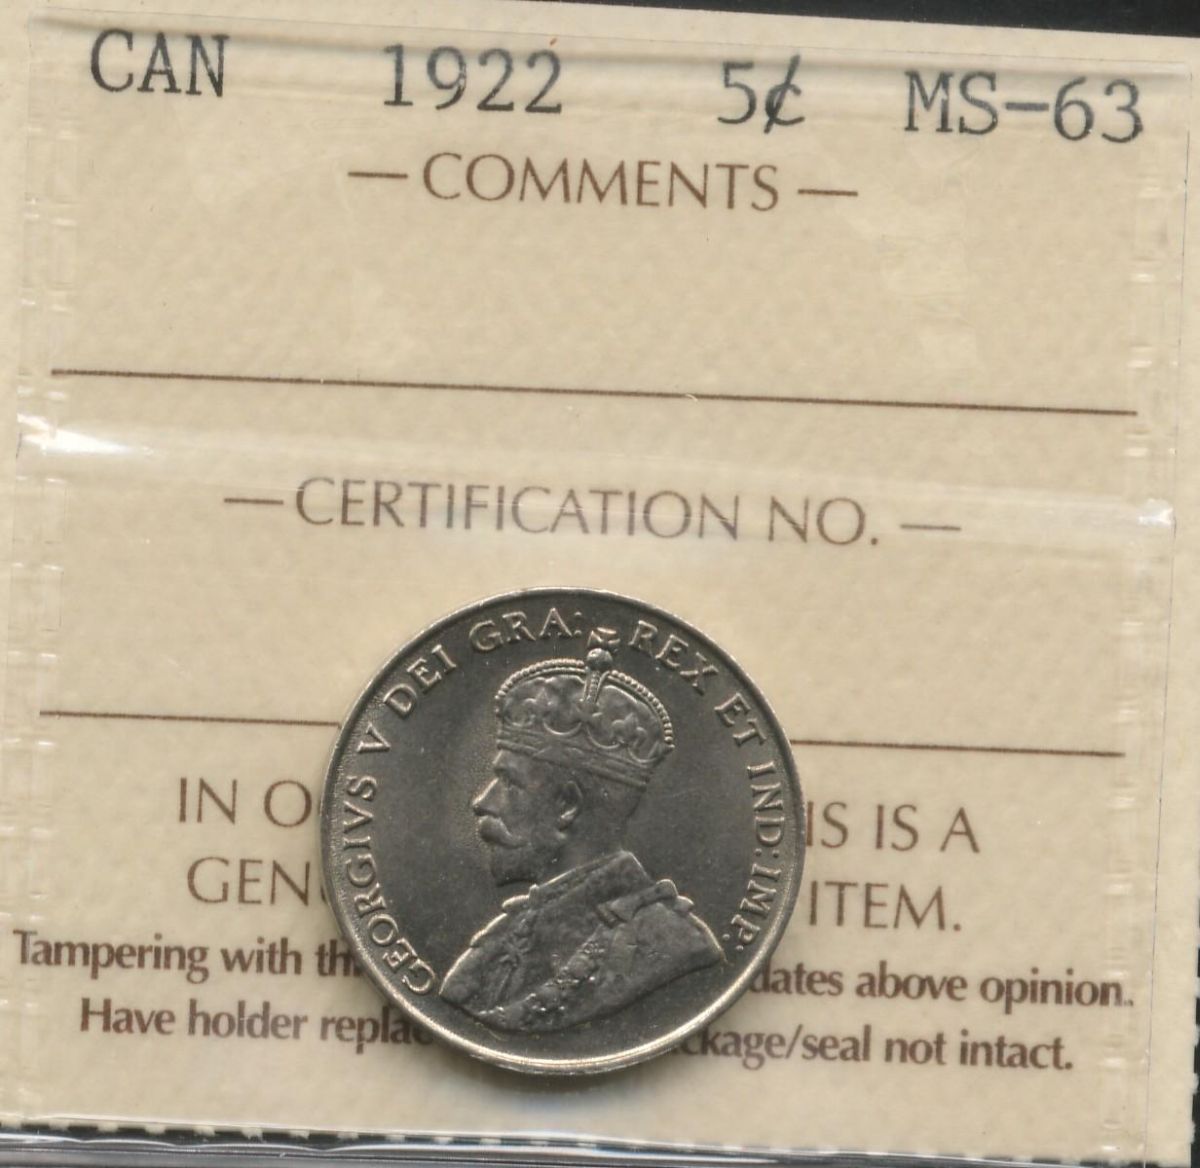 CAN 1922 5¢ MS-63
— COMMENTS —
— CERTIFICATION NO. —
GEORGIVS V DEI GRA: REX ET IND: IMP:
IN O IS IS A
GEN ITEM.
Tampering with th dates above opinion.
Have holder repla ckage/seal not intact.